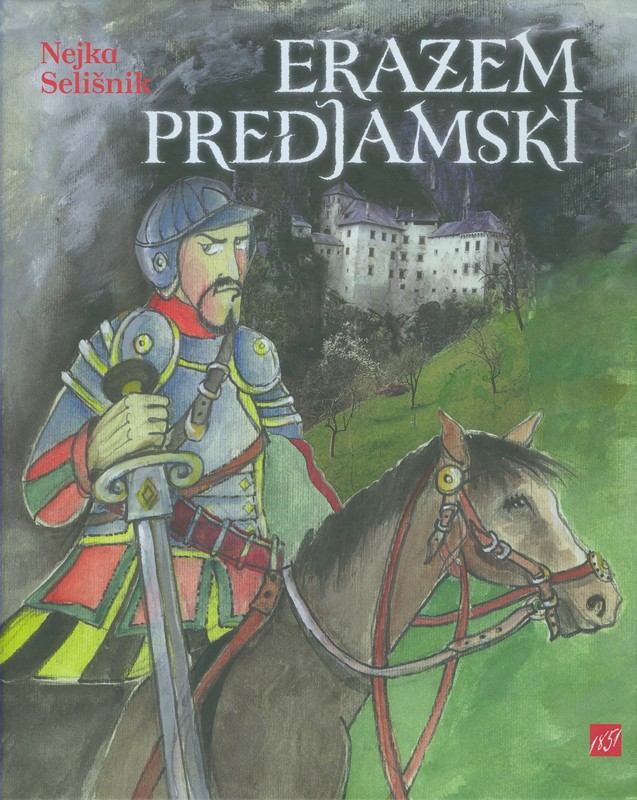 Nejka
Selišnik
ERAZEM
PREDJAMSKI
1851